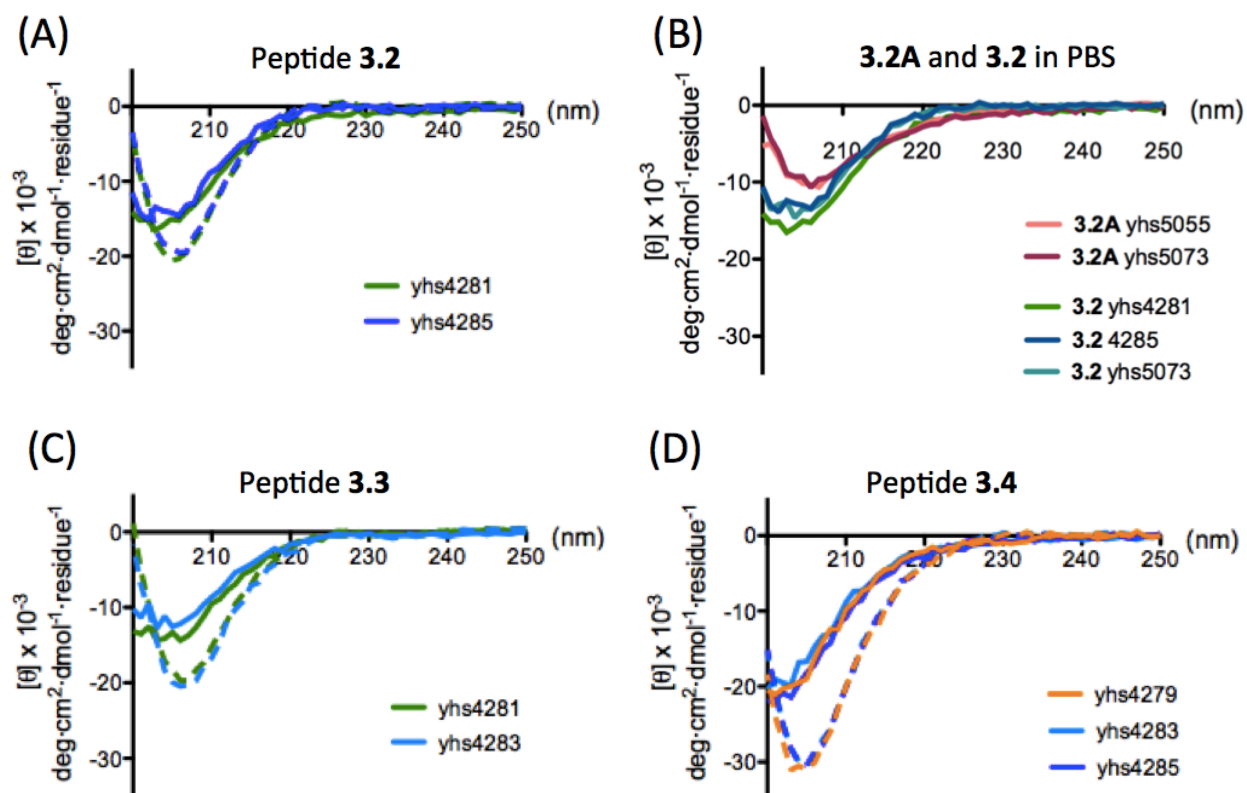 (A)
Peptide 3.2
[θ] x 10-3
deg·cm2·dmol-1·residue-1
0
-10
-20
-30
210
220
230
240
250
(nm)
yhs4281
yhs4285
(B)
3.2A and 3.2 in PBS
[θ] x 10-3
deg·cm2·dmol-1·residue-1
0
-10
-20
-30
210
220
230
240
250
(nm)
3.2A yhs5055
3.2A yhs5073
3.2 yhs4281
3.2 4285
3.2 yhs5073
(C)
Peptide 3.3
[θ] x 10-3
deg·cm2·dmol-1·residue-1
0
-10
-20
-30
210
220
230
240
250
(nm)
yhs4281
yhs4283
(D)
Peptide 3.4
[θ] x 10-3
deg·cm2·dmol-1·residue-1
0
-10
-20
-30
210
220
230
240
250
(nm)
yhs4279
yhs4283
yhs4285